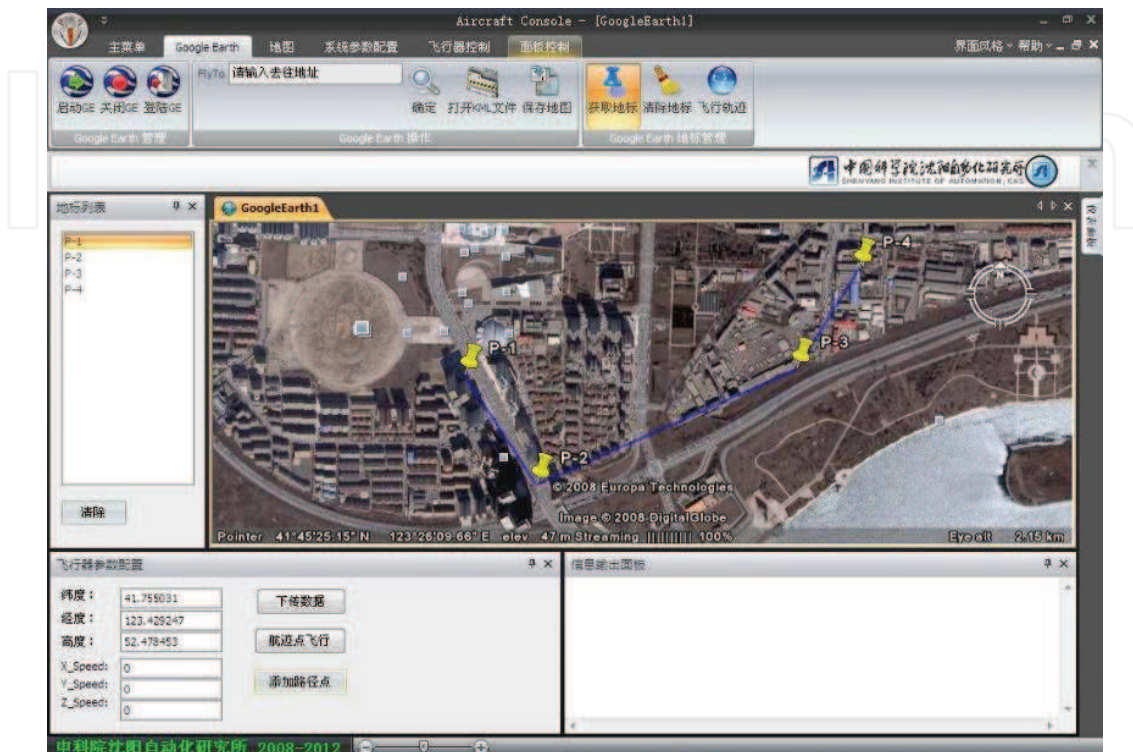 Aircraft Console - [GoogleEarth1]
主菜单 Google Earth 地图 系统参数配置 飞行器控制 面板控制 界面风格 帮助
FlyTo 请输入去往地址
启动GE 关闭GE 登陆GE 确定 打开KML文件 保存地图 获取地标 清除地标 飞行轨迹
Google Earth 管理 Google Earth 操作 Google Earth 地标管理
中国科学院沈阳自动化研究所
SHENYANG INSTITUTE OF AUTOMATION, CAS
地标列表 GoogleEarth1
P-1
P-2
P-3
P-4
清除
P-4
P-3
P-1
P-2
N
© 2008 Europa Technologies
Image © 2008 DigitalGlobe
Pointer 41°45'25.15" N 123°26'09.66" E elev 47 m Streaming |||||||||| 100% Eye alt 2.15 km
飞行器参数配置 信息输出面板
纬度： 41.755031 下传数据
经度： 123.429247
高度： 52.478453 航迹点飞行
X_Speed: 0
Y_Speed: 0 添加路径点
Z_Speed: 0
中科院沈阳自动化研究所 2008-2012